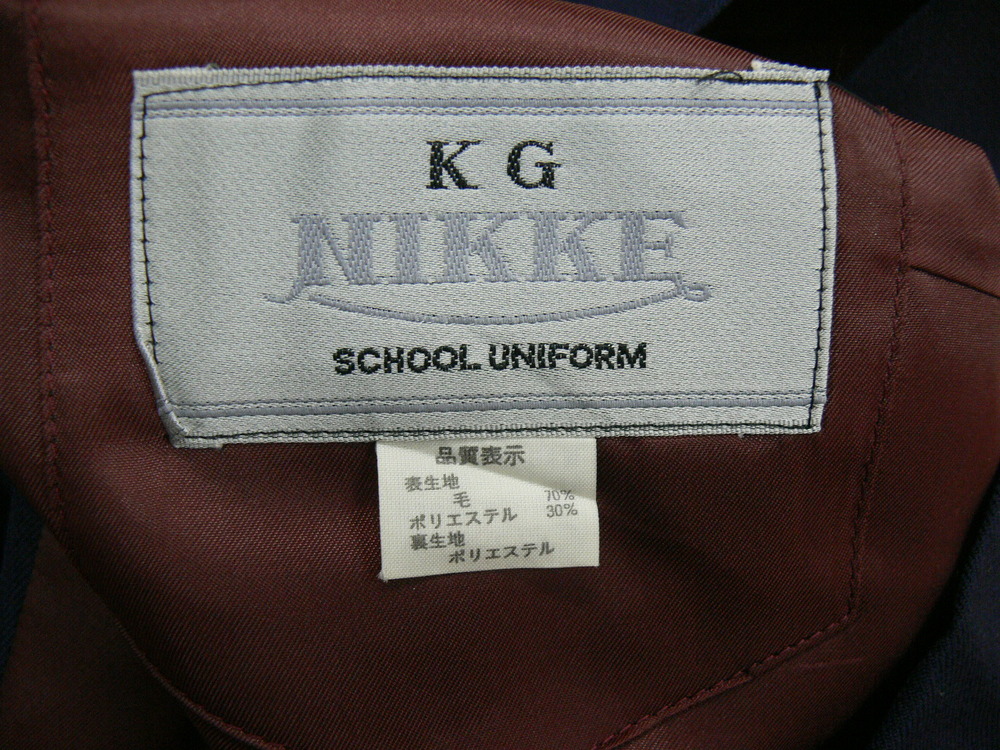 K G
NIKKE
SCHOOL UNIFORM
品質表示
表生地
毛 70%
ポリエステル 30%
裏生地
ポリエステル